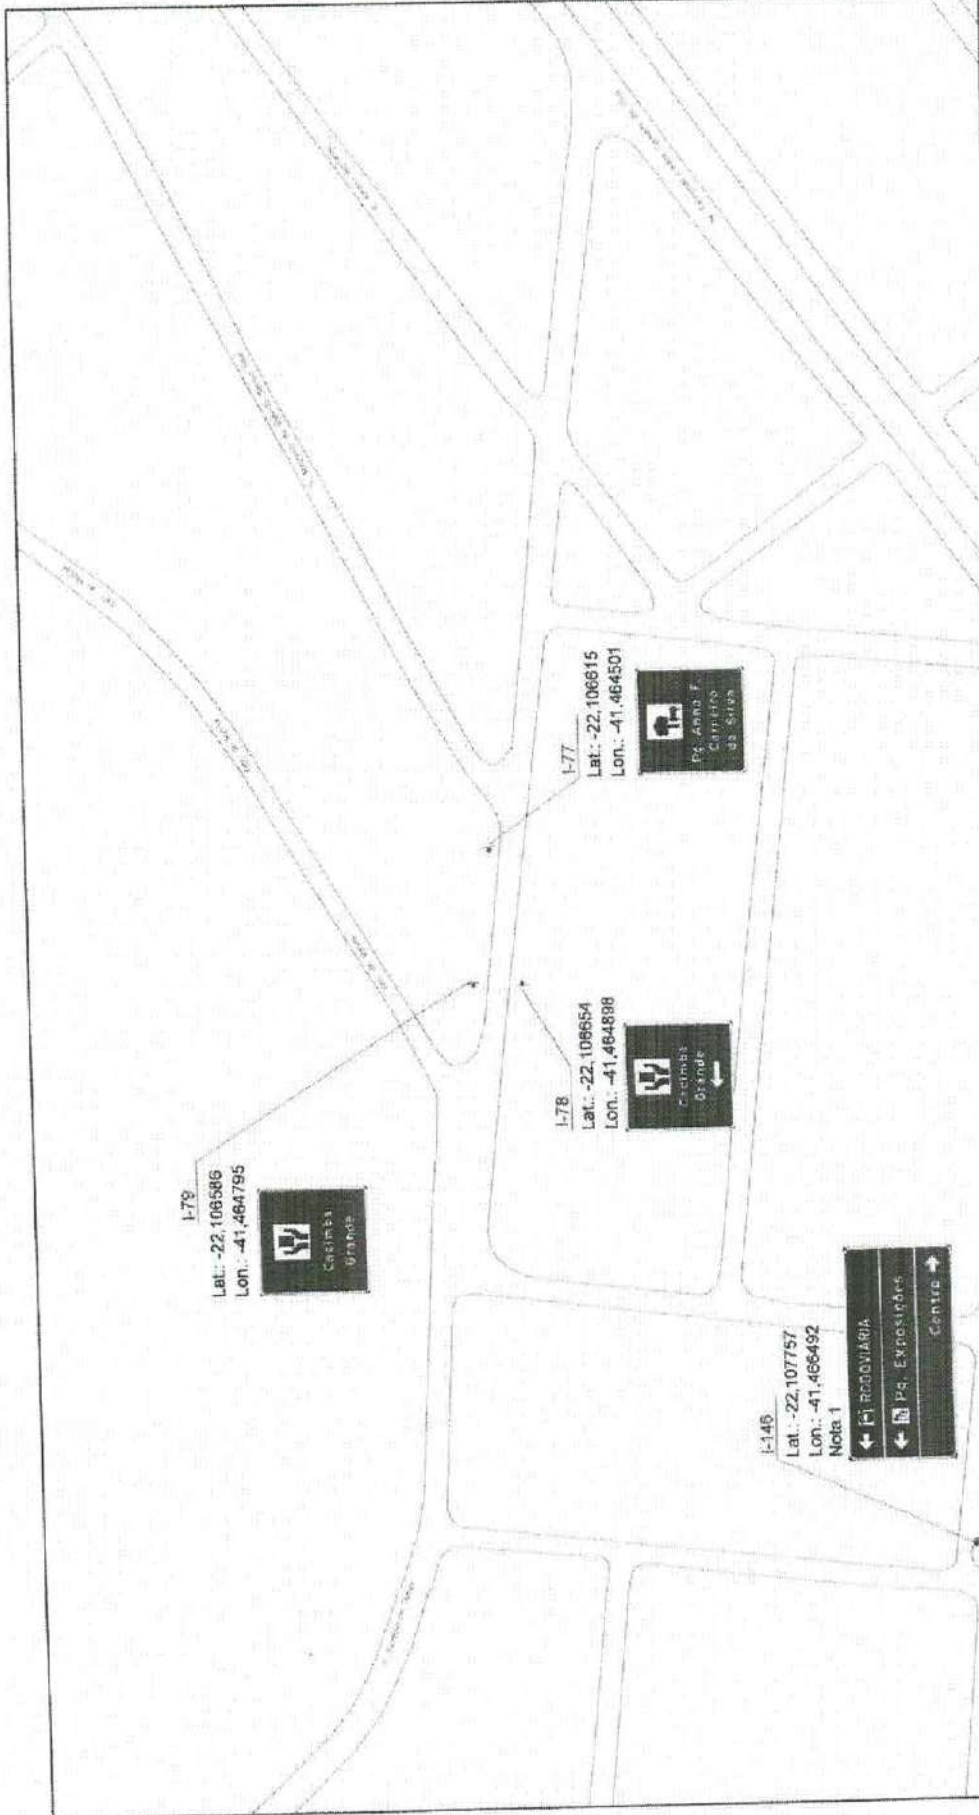 I-79
Lat.: -22,106586
Lon.: -41,464795
Cacimba
Grande
I-77
Lat.: -22,106615
Lon.: -41,464501
Pq. Anna F.
Carneiro
da Silva
I-78
Lat.: -22,106654
Lon.: -41,464898
Cacimba
Grande
←
I-146
Lat.: -22,107757
Lon.: -41,466492
Nota 1
← RODOVIÁRIA
← Pq. Exposições
Centro →